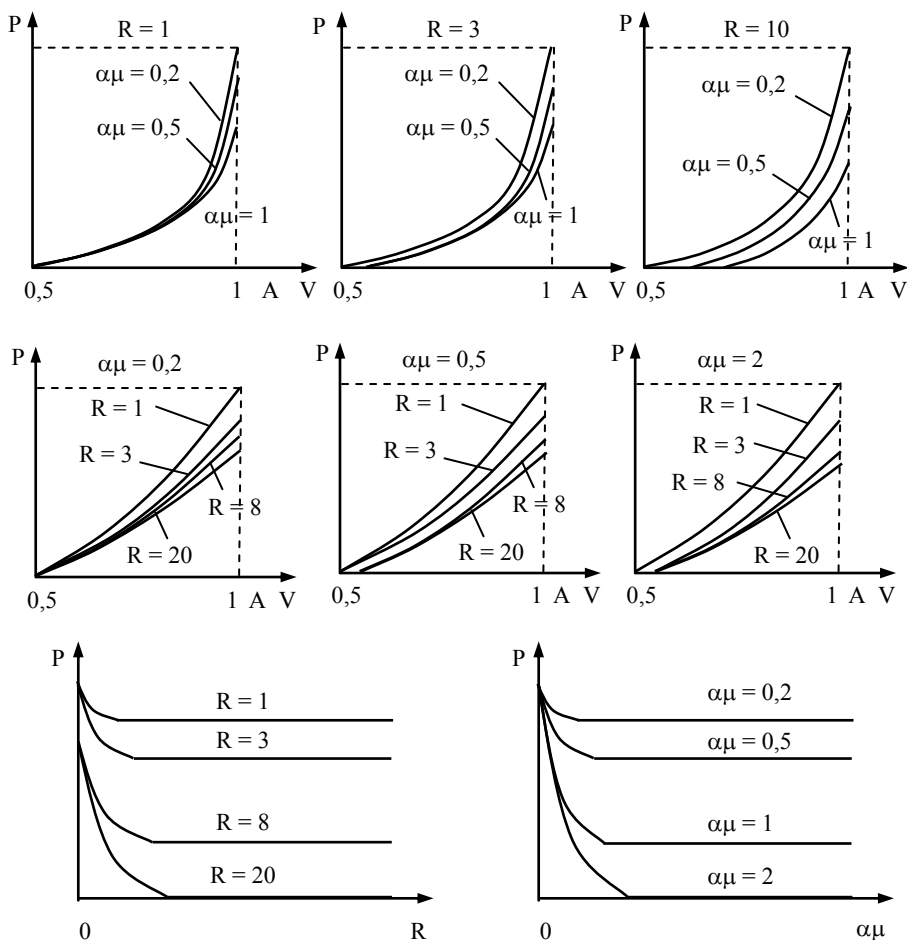 P
R = 1
αμ = 0,2
αμ = 0,5
αμ = 1
0,5
1 A V
P
R = 3
αμ = 0,2
αμ = 0,5
αμ = 1
0,5
1 A V
P
R = 10
αμ = 0,2
αμ = 0,5
αμ = 1
0,5
1 A V
P
αμ = 0,2
R = 1
R = 3
R = 8
R = 20
0,5
1 A V
P
αμ = 0,5
R = 1
R = 3
R = 8
R = 20
0,5
1 A V
P
αμ = 2
R = 1
R = 3
R = 8
R = 20
0,5
1 A V
P
R = 1
R = 3
R = 8
R = 20
0
R
P
αμ = 0,2
αμ = 0,5
αμ = 1
αμ = 2
0
αμ